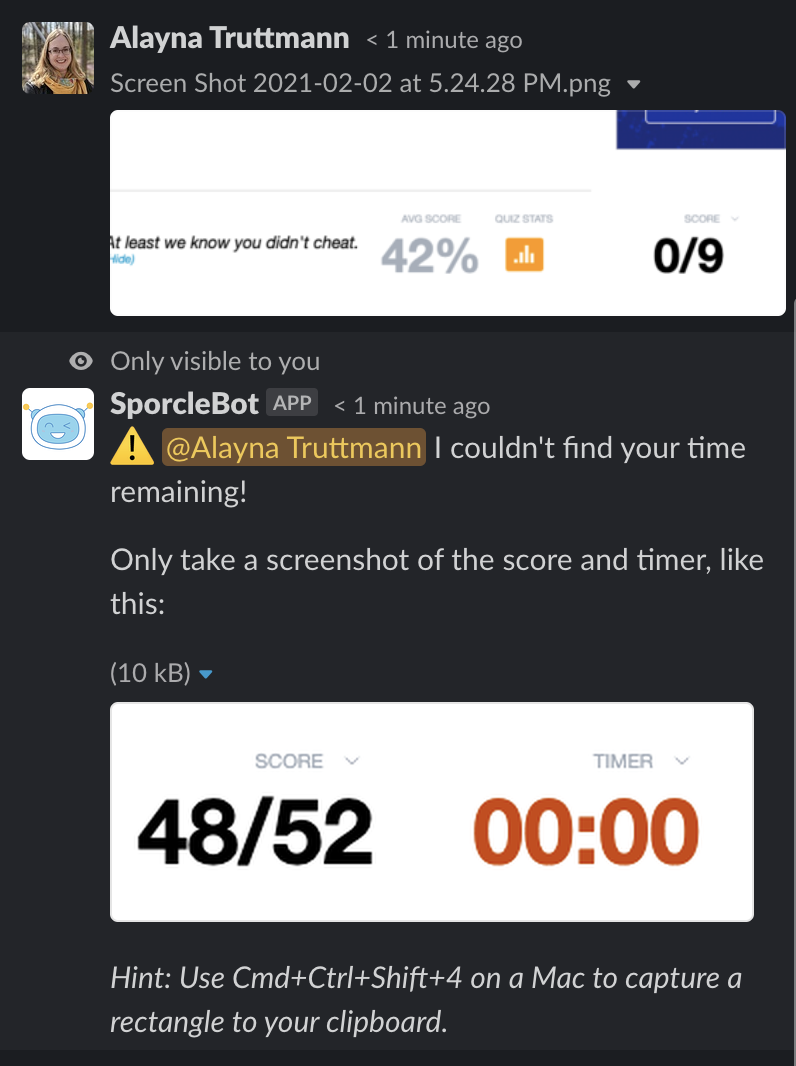 Alayna Truttmann < 1 minute ago
Screen Shot 2021-02-02 at 5.24.28 PM.png
AVG SCORE QUIZ STATS SCORE
At least we know you didn't cheat. 42% 0/9
Hide)
Only visible to you
SporcleBot APP < 1 minute ago
@Alayna Truttmann I couldn't find your time
remaining!
Only take a screenshot of the score and timer, like
this:
(10 kB)
SCORE TIMER
48/52 00:00
Hint: Use Cmd+Ctrl+Shift+4 on a Mac to capture a
rectangle to your clipboard.